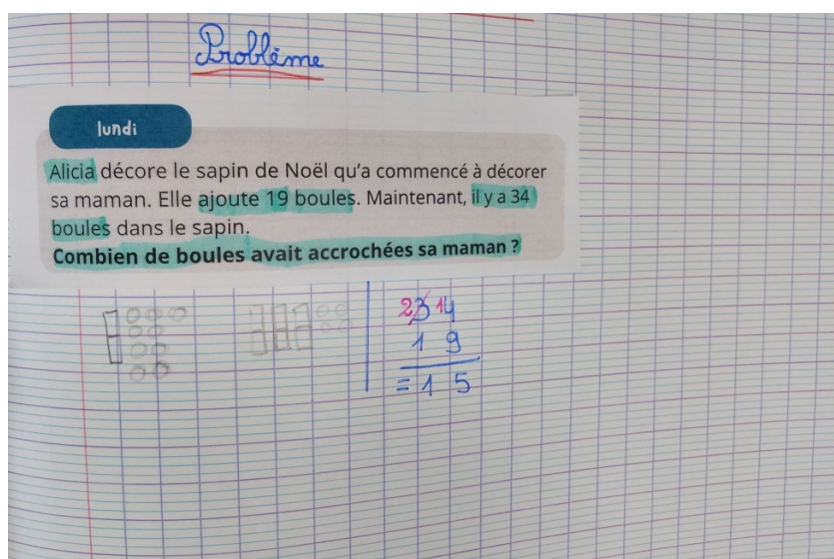 Problème
lundi
Alicia décore le sapin de Noël qu'a commencé à décorer
sa maman. Elle ajoute 19 boules. Maintenant, il y a 34
boules dans le sapin.
Combien de boules avait accrochées sa maman ?
2 3 14
1 9
= 1 5